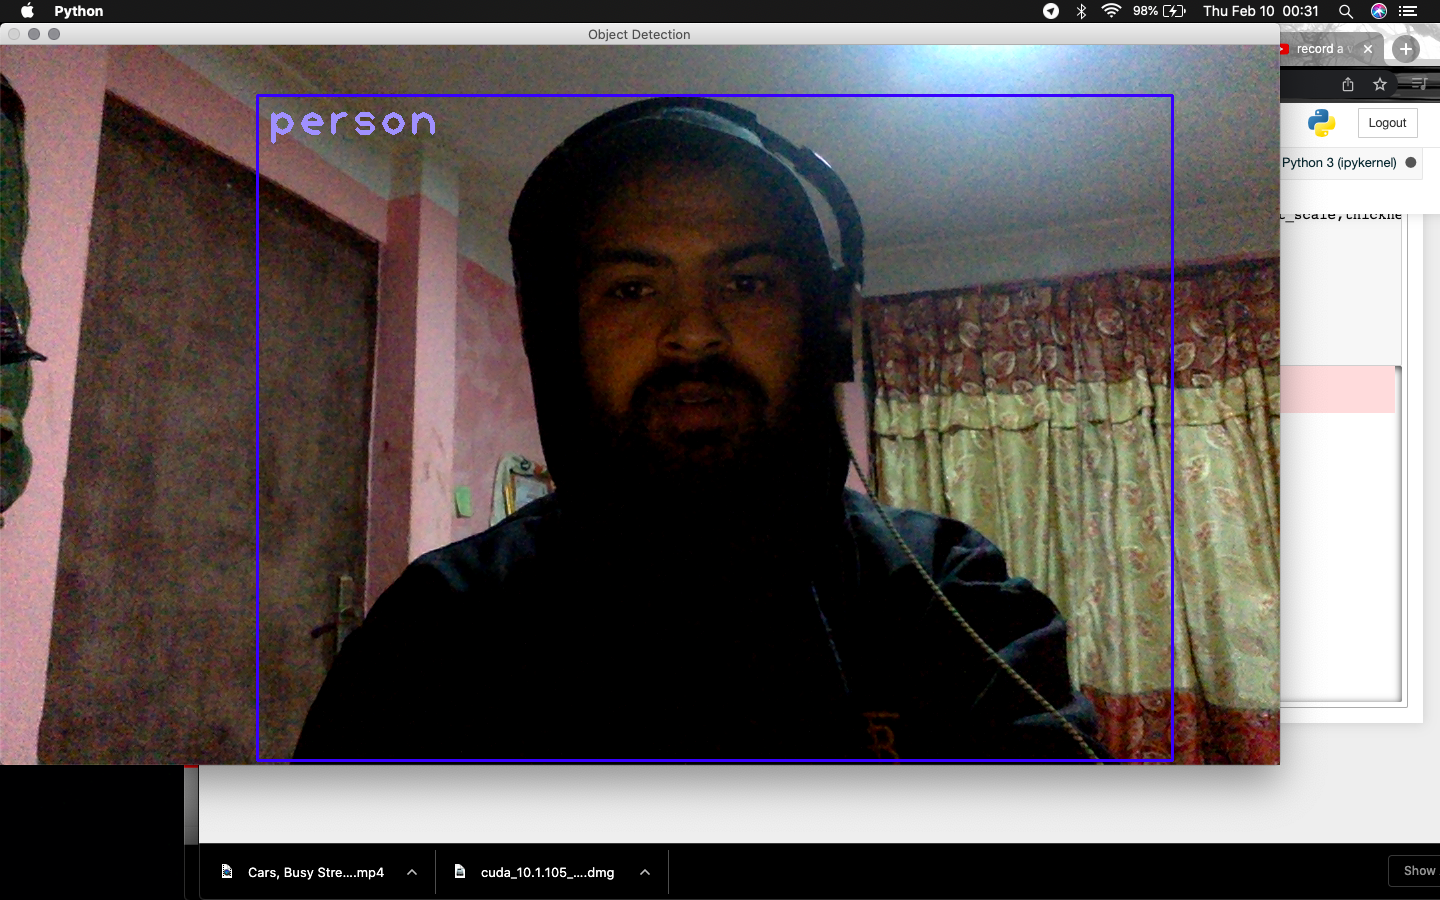 Python
98%
Thu Feb 10 00:31
Object Detection
record a
person
Logout
Python 3 (ipykernel)
t_scale,thickne
Cars, Busy Stre....mp4
cuda_10.1.105_....dmg
Show